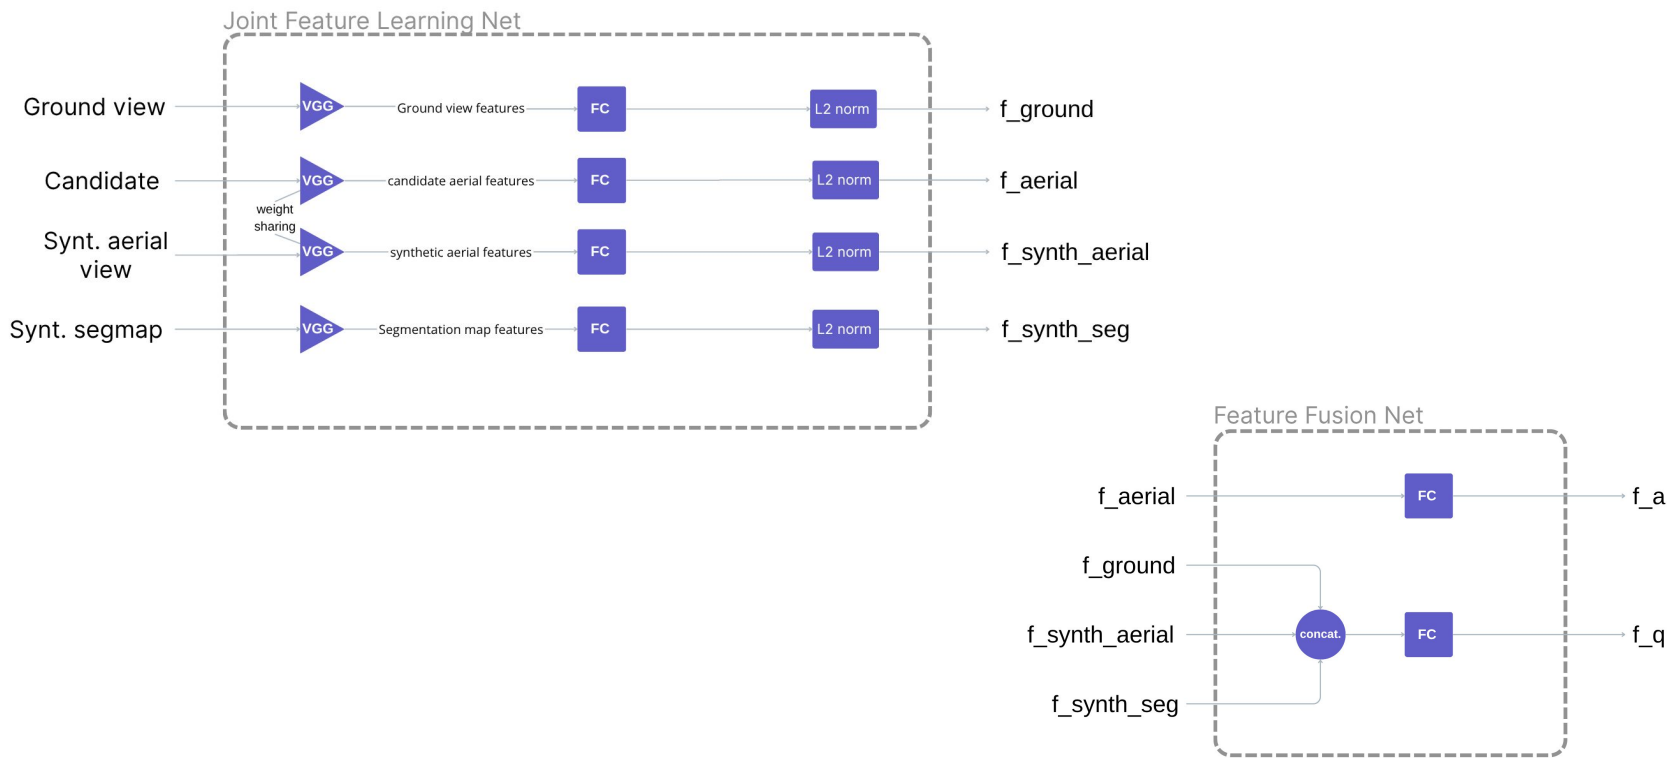 Joint Feature Learning Net
Ground view
VGG
Ground view features
FC
L2 norm
f_ground
Candidate
VGG
candidate aerial features
FC
L2 norm
f_aerial
weight
sharing
Synt. aerial
view
VGG
synthetic aerial features
FC
L2 norm
f_synth_aerial
Synt. segmap
VGG
Segmentation map features
FC
L2 norm
f_synth_seg
Feature Fusion Net
f_aerial
FC
f_a
f_ground
f_synth_aerial
concat.
FC
f_q
f_synth_seg